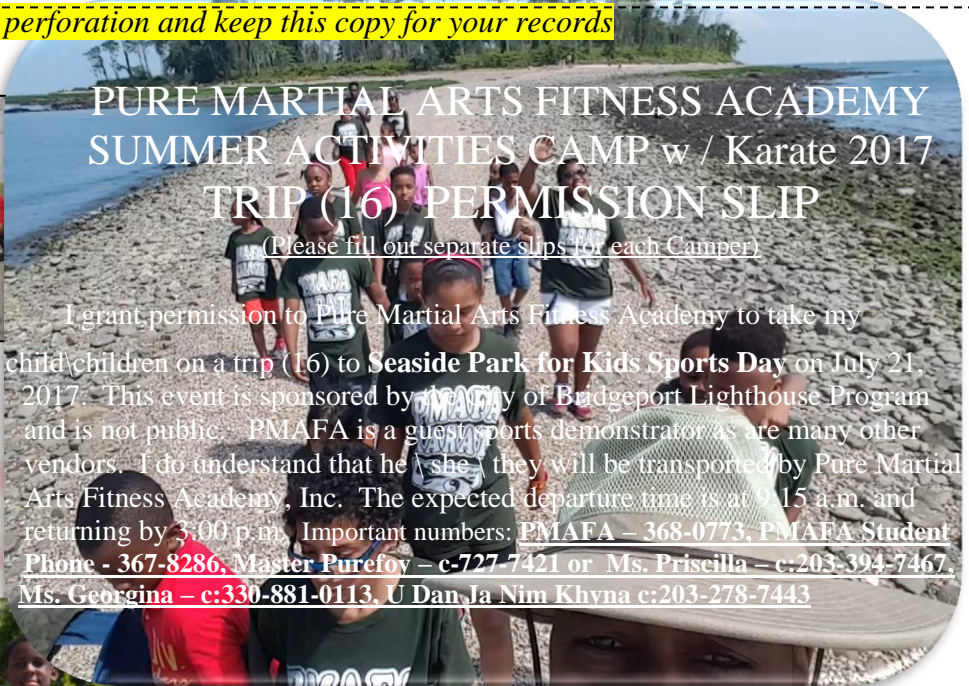 perforation and keep this copy for your records
PURE MARTIAL ARTS FITNESS ACADEMY
SUMMER ACTIVITIES CAMP w / Karate 2017
TRIP (16) PERMISSION SLIP
(Please fill out separate slips for each Camper)
I grant permission to Pure Martial Arts Fitness Academy to take my
child\children on a trip (16) to Seaside Park for Kids Sports Day on July 21,
2017. This event is sponsored by the City of Bridgeport Lighthouse Program
and is not public. PMAFA is a guest sports demonstrator as are many other
vendors. I do understand that he \ she \ they will be transported by Pure Martial
Arts Fitness Academy, Inc. The expected departure time is at 9:15 a.m. and
returning by 3:00 p.m. Important numbers: PMAFA – 368-0773, PMAFA Student
Phone - 367-8286, Master Purefoy – c-727-7421 or Ms. Priscilla – c:203-394-7467,
Ms. Georgina – c:330-881-0113, U Dan Ja Nim Khyna c:203-278-7443
PMAFA
KARATE
PMAFA